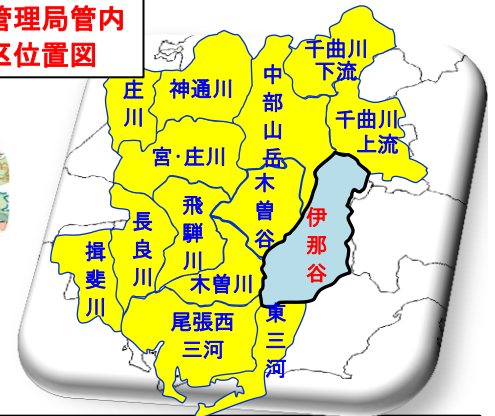 管理局管内
区位置図
庄川
神通川
中部山岳
千曲川
下流
千曲川
上流
宮・庄川
木曽谷
飛騨川
長良川
揖斐川
伊那谷
木曽川
尾張西
三河
東三河